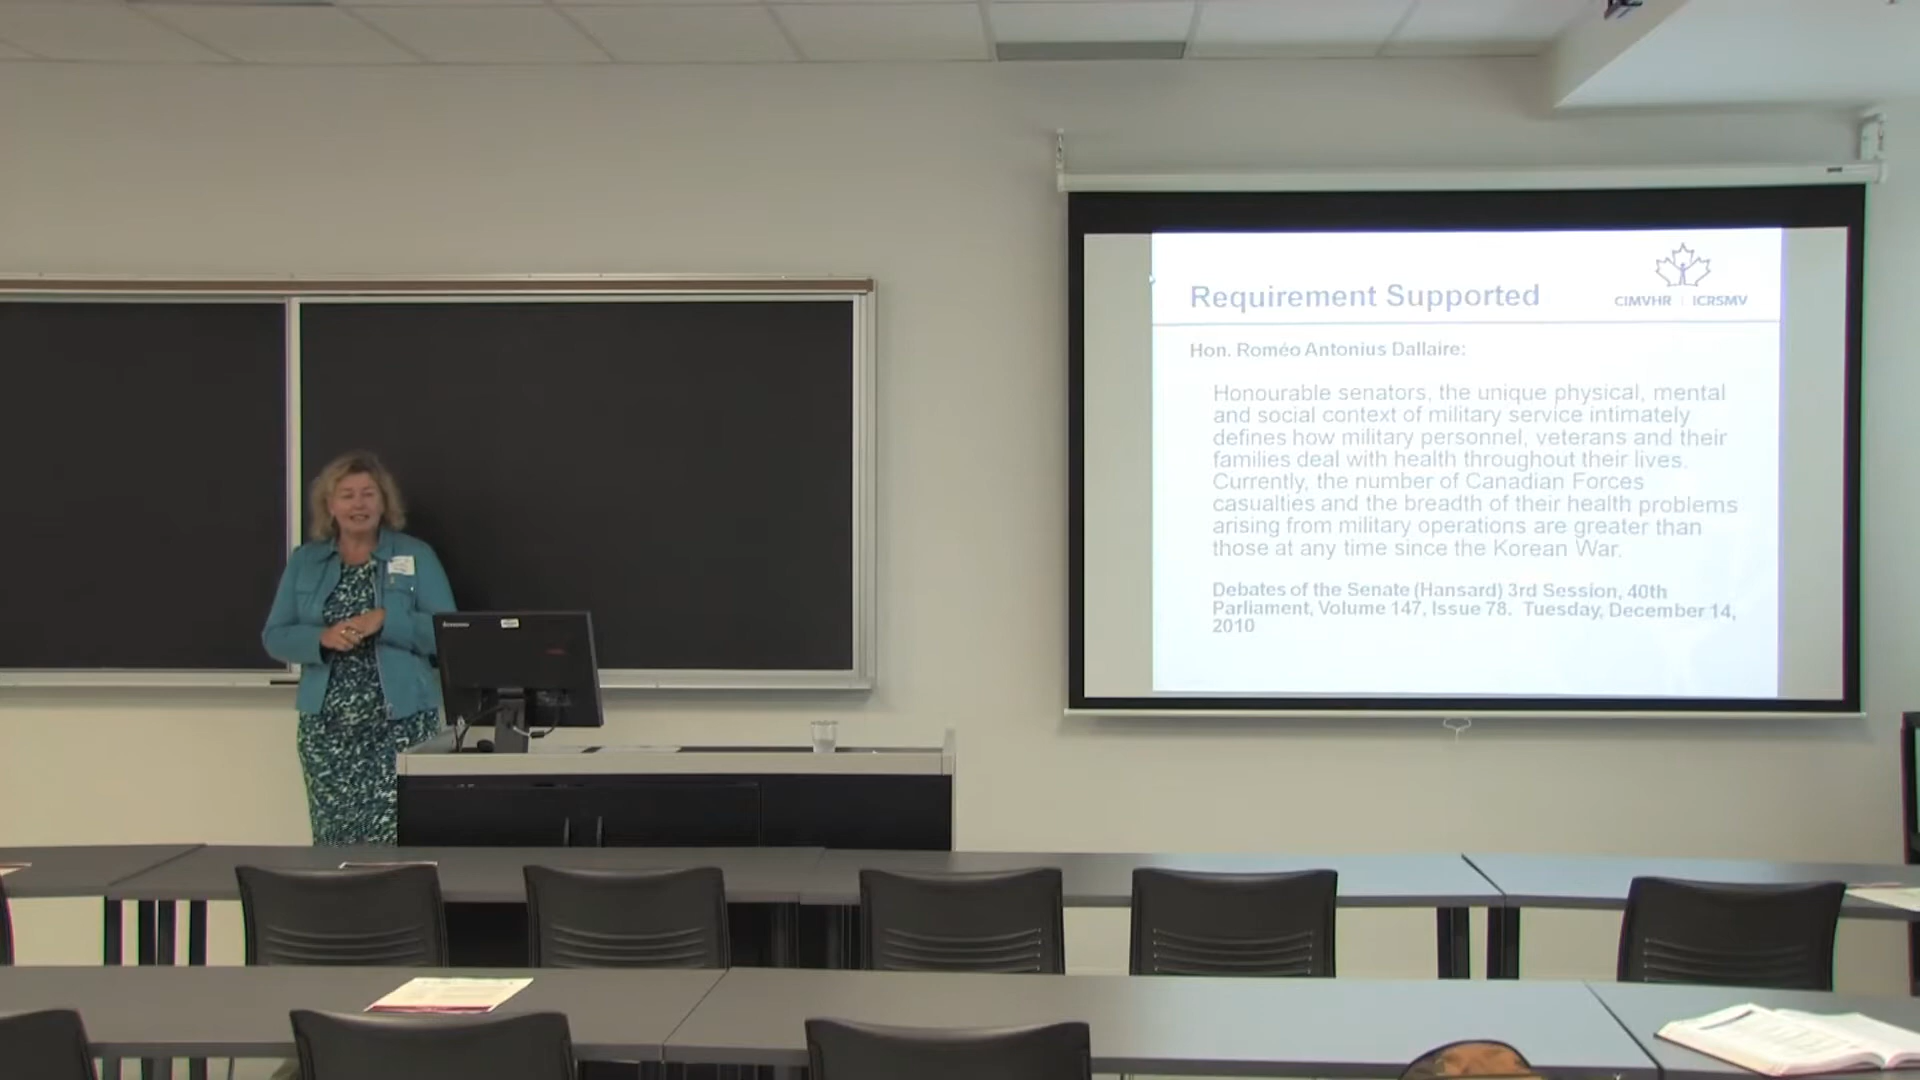 Requirement Supported
CIMVHR | ICRSMV
Hon. Roméo Antonius Dallaire:
Honourable senators, the unique physical, mental
and social context of military service intimately
defines how military personnel, veterans and their
families deal with health throughout their lives.
Currently, the number of Canadian Forces
casualties and the breadth of their health problems
arising from military operations are greater than
those at any time since the Korean War.
Debates of the Senate (Hansard) 3rd Session, 40th
Parliament, Volume 147, Issue 78. Tuesday, December 14,
2010